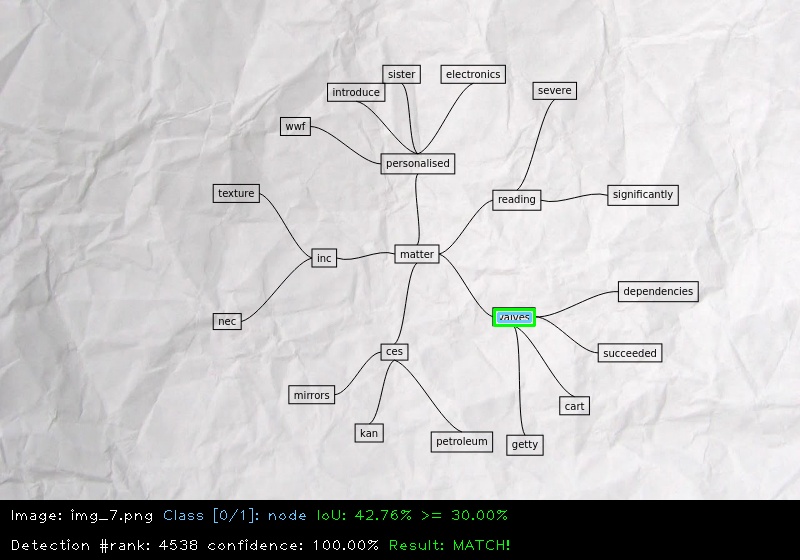 sister
electronics
introduce
severe
wwf
personalised
texture
reading
significantly
matter
inc
dependencies
valves
nec
ces
succeeded
mirrors
cart
kan
petroleum
getty
Image: img_7.png Class [0/1]: node IoU: 42.76% >= 30.00%
Detection #rank: 4538 confidence: 100.00% Result: MATCH!